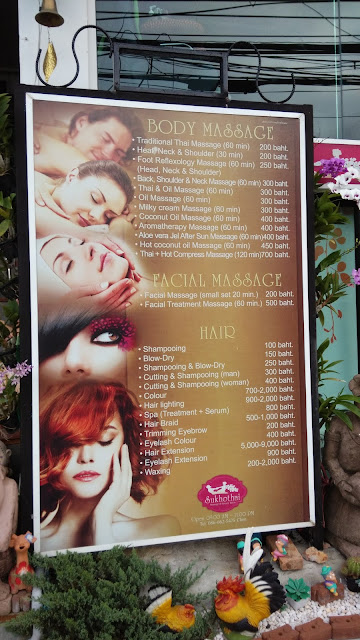 BODY MASSAGE
• Traditional Thai Massage (60 min) 200 baht.
• Head, Neck & Shoulder (30 min) 200 baht.
• Foot Reflexology Massage (60 min) 250 baht.
(Head, Neck & Shoulder)
• Back, Shoulder & Neck Massage (60 min) 300 baht.
• Thai & Oil Massage (60 min) 300 baht.
• Oil Massage (60 min) 300 baht.
• Milky cream Massage (60 min) 300 baht.
• Coconut Oil Massage (60 min) 400 baht.
• Aromatherapy Massage (60 min) 400 baht.
• Aloe vera Jel After Sun Massage (60 min) 400 baht.
• Hot coconut oil Massage (60 min) 450 baht.
• Thai + Hot Compress Massage (120 min) 700 baht.
FACIAL MASSAGE
• Facial Massage (small set 20 min.) 200 baht.
• Facial Treatment Massage (60 min.) 500 baht.
HAIR
• Shampooing 100 baht.
• Blow-Dry 150 baht.
• Shampooing & Blow-Dry 250 baht.
• Cutting & Shampooing (man) 300 baht.
• Cutting & Shampooing (woman) 400 baht.
• Colour 700-2,000 baht.
• Hair lighting 900-2,000 baht.
• Spa (Treatment + Serum) 800 baht.
• Hair Braid 500-1,000 baht.
• Trimming Eyebrow 200 baht.
• Eyelash Colour 400 baht.
• Hair Extension 5,000-9,000 baht.
• Eyelash Extension 900 baht.
• Waxing 200-2,000 baht.
Sukhothai